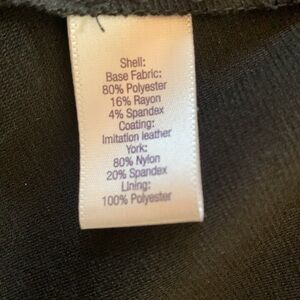 Shell:
Base Fabric:
80% Polyester
16% Rayon
4% Spandex
Coating:
Imitation leather
York:
80% Nylon
20% Spandex
Lining:
100% Polyester